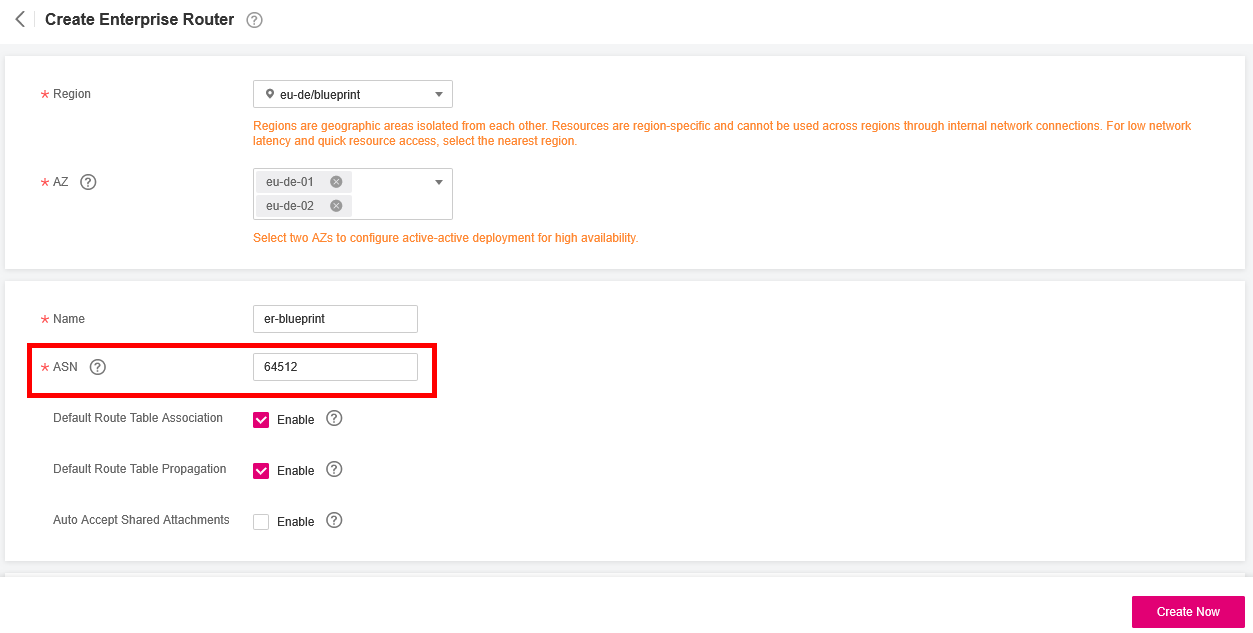 Create Enterprise Router ?
* Region
eu-de/blueprint
Regions are geographic areas isolated from each other. Resources are region-specific and cannot be used across regions through internal network connections. For low network
latency and quick resource access, select the nearest region.
* AZ ?
eu-de-01
eu-de-02
Select two AZs to configure active-active deployment for high availability.
* Name
er-blueprint
* ASN ?
64512
Default Route Table Association
Enable ?
Default Route Table Propagation
Enable ?
Auto Accept Shared Attachments
Enable ?
Create Now